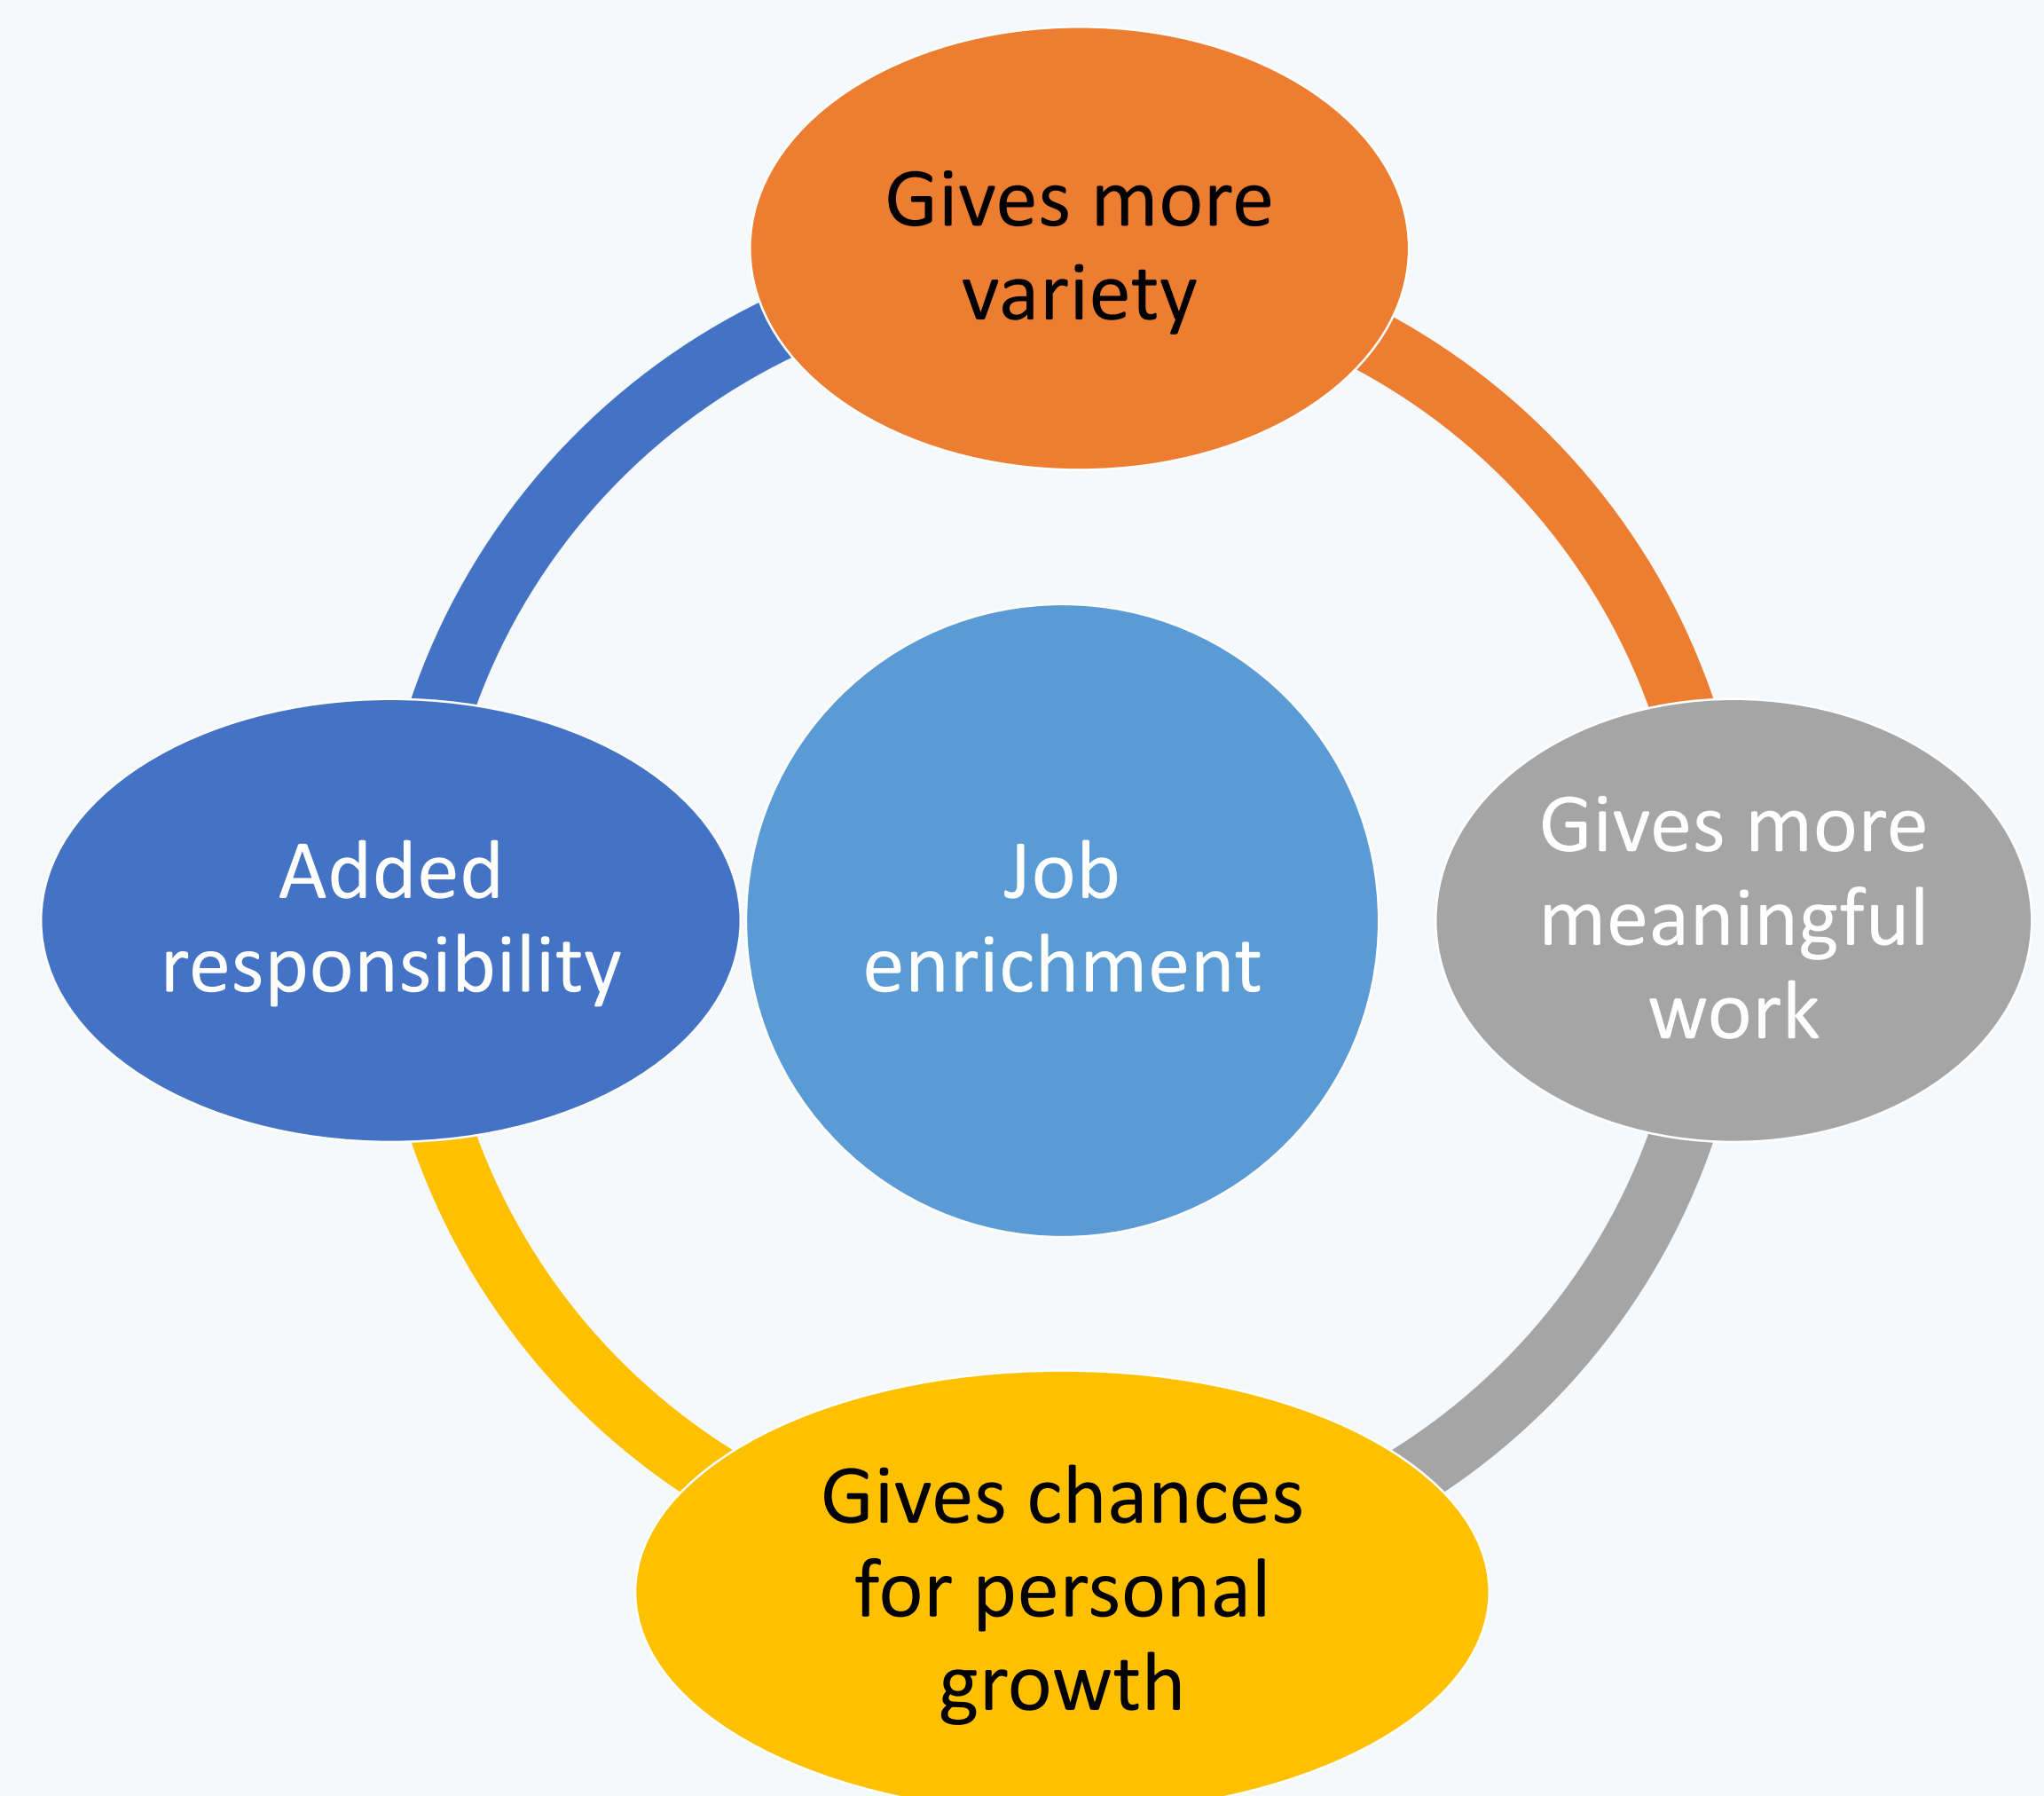 Gives more
variety
Added
responsibility
Job
enrichment
Gives more
meaningful
work
Gives chances
for personal
growth